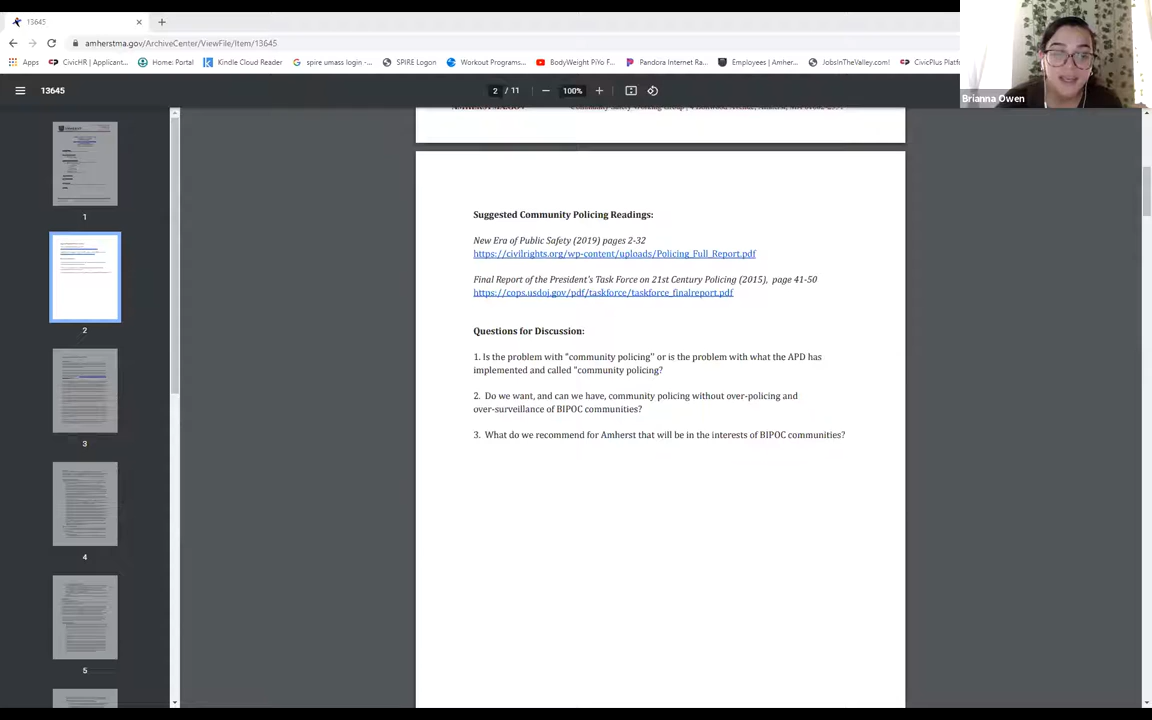 13645
amherstma.gov/ArchiveCenter/ViewFile/Item/13645
Apps
CivicHR | Applicant...
Home: Portal
Kindle Cloud Reader
spire umass login -...
SPIRE Logon
Workout Programs...
BodyWeight PiYo F...
Pandora Internet Ra...
Employees | Amher...
JobsInTheValley.com!
CivicPlus Platf
Brianna Owen
13645
2 / 11
100%
1
2
3
4
5
Suggested Community Policing Readings:
New Era of Public Safety (2019) pages 2-32
https://civilrights.org/wp-content/uploads/Policing_Full_Report.pdf
Final Report of the President's Task Force on 21st Century Policing (2015), page 41-50
https://cops.usdoj.gov/pdf/taskforce/taskforce_finalreport.pdf
Questions for Discussion:
1. Is the problem with "community policing" or is the problem with what the APD has
implemented and called "community policing?
2. Do we want, and can we have, community policing without over-policing and
over-surveillance of BIPOC communities?
3. What do we recommend for Amherst that will be in the interests of BIPOC communities?